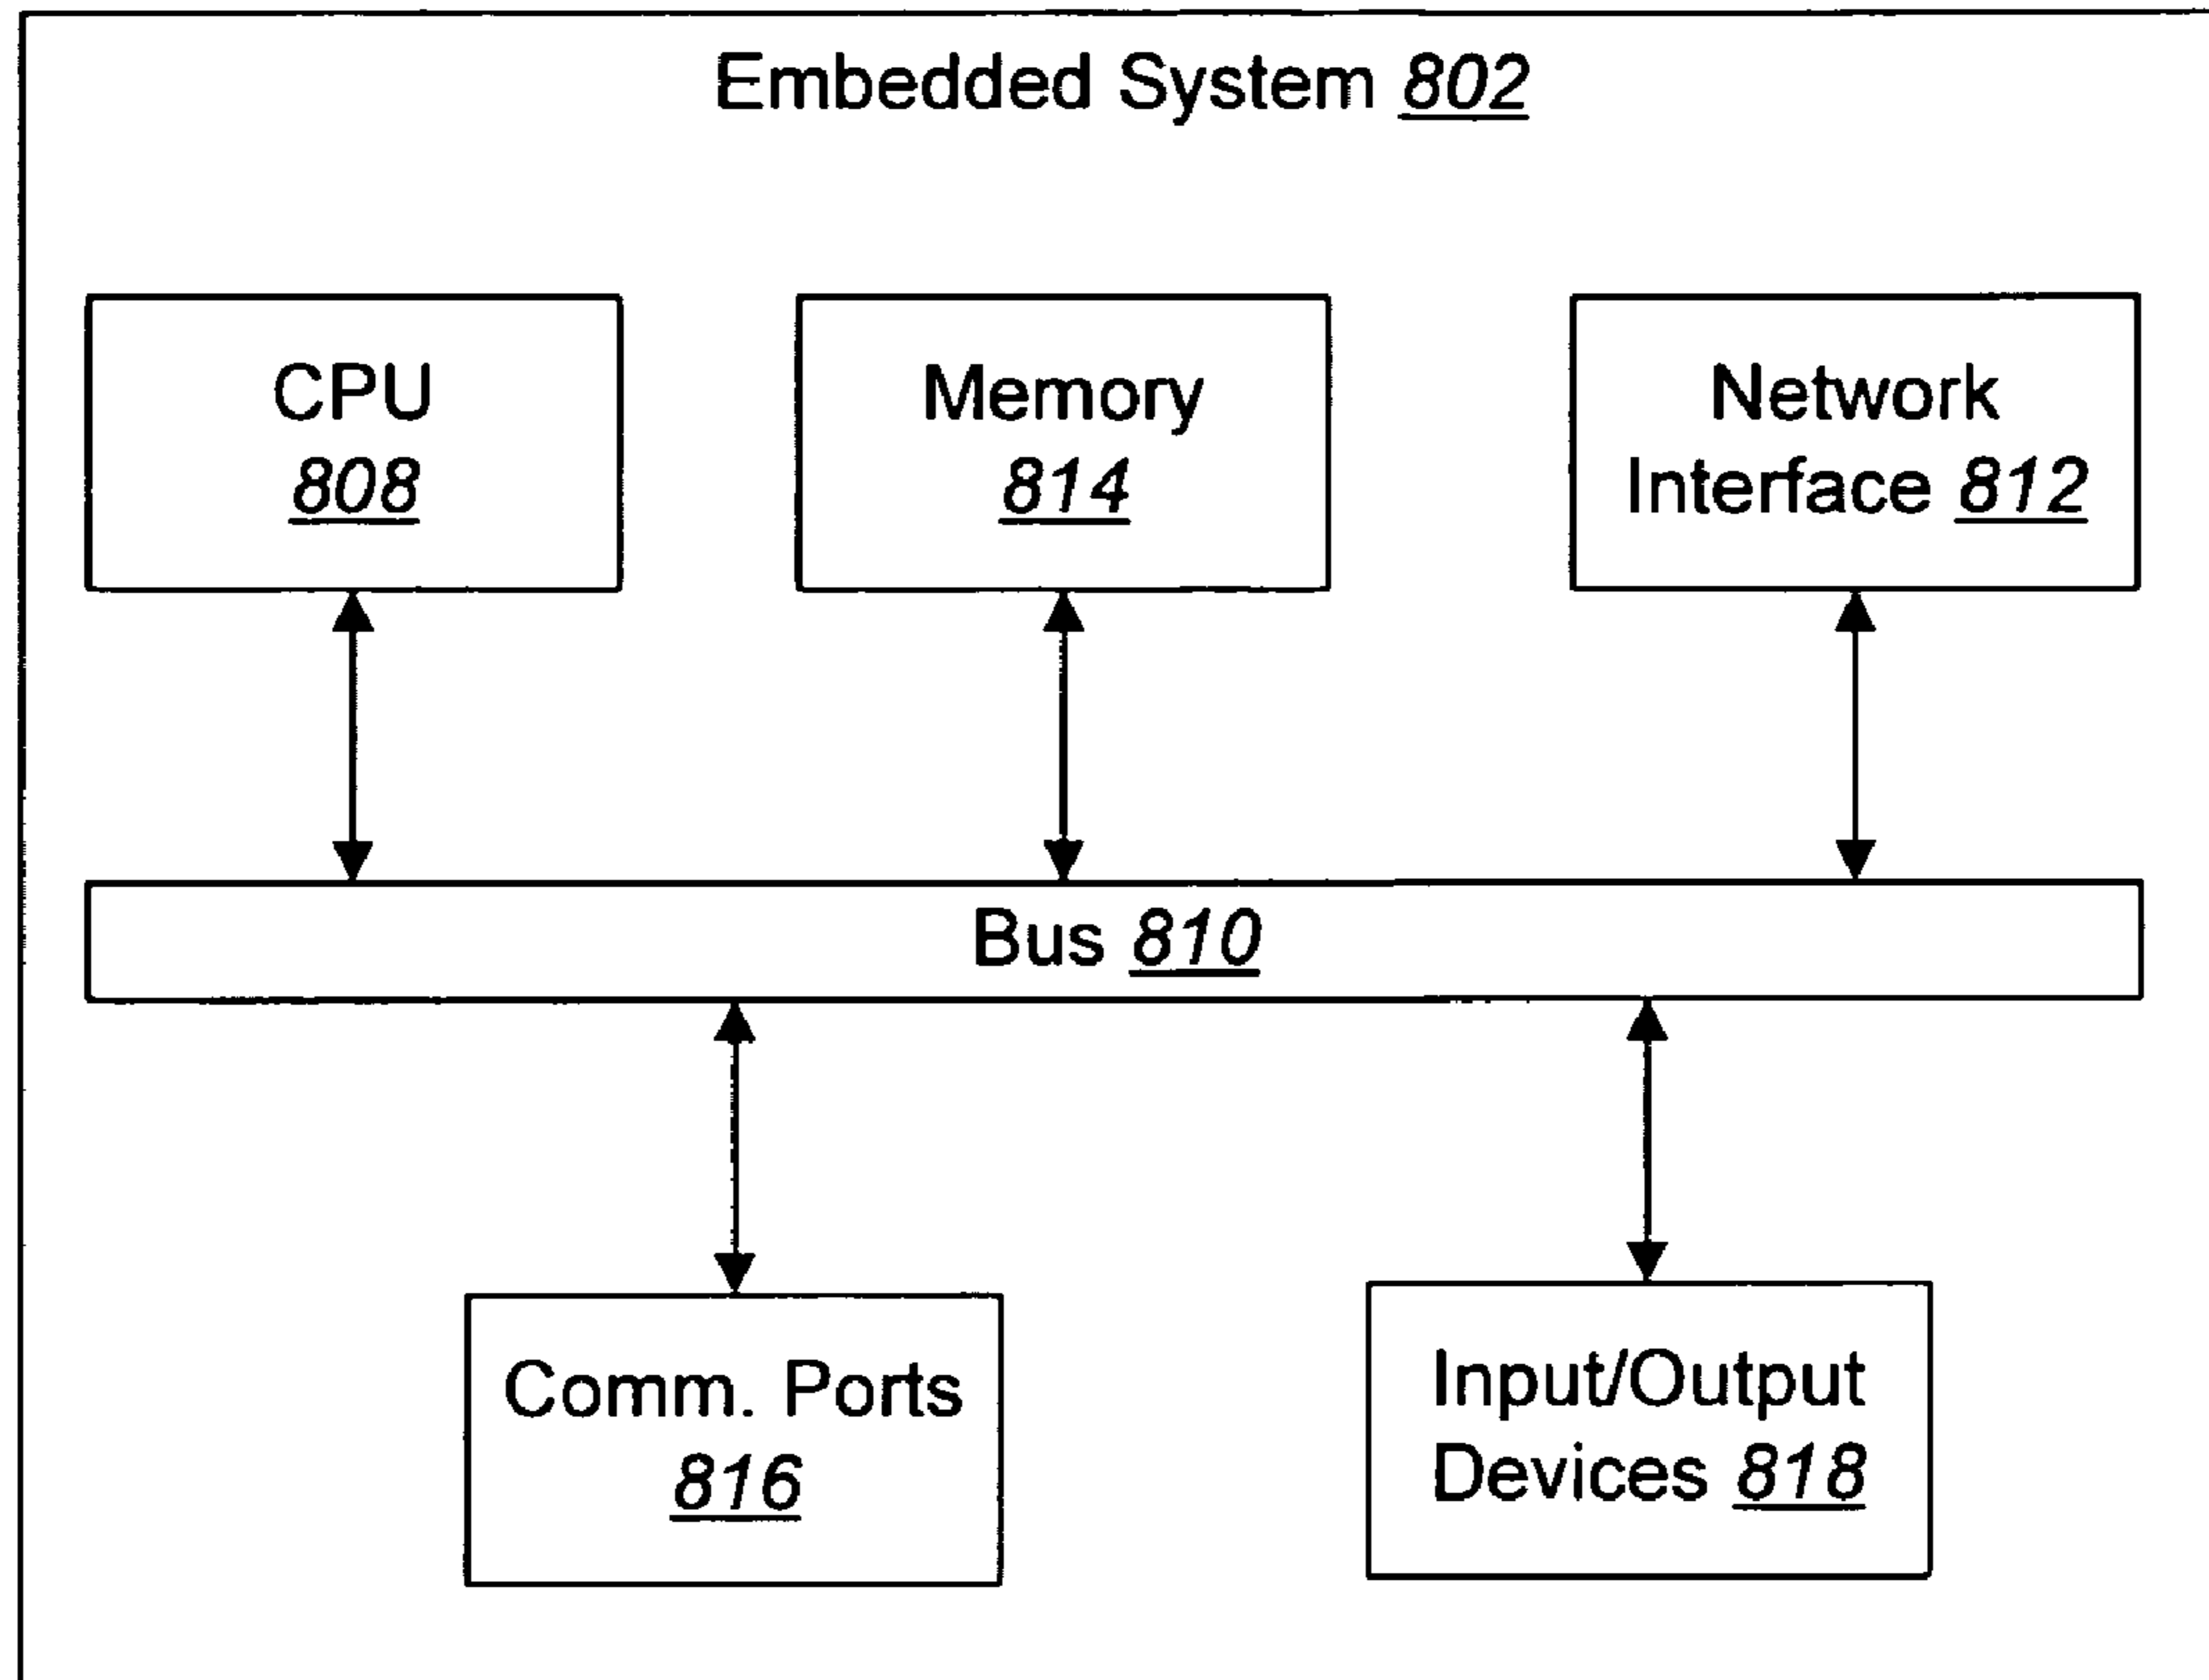 Embedded System 802
CPU
808
Memory
814
Network
Interface 812
Bus 810
Comm. Ports
816
Input/Output
Devices 818